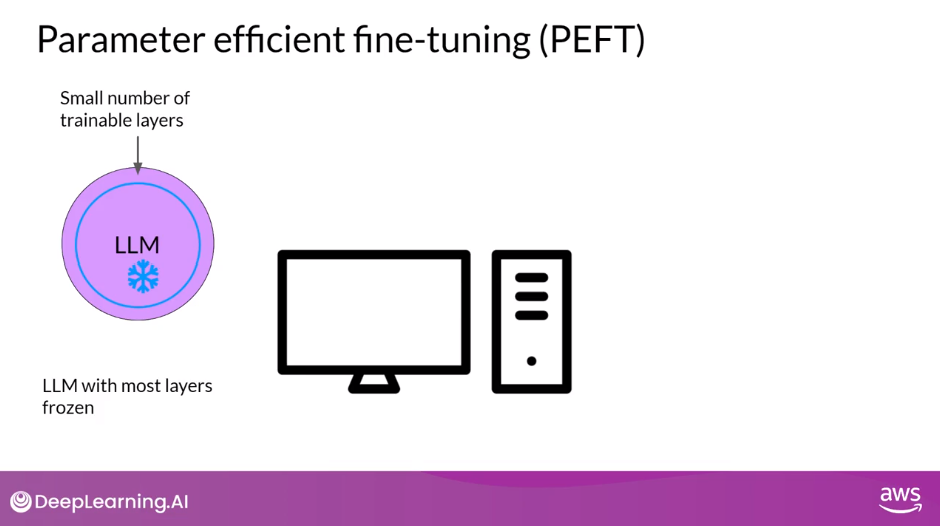 Parameter efficient fine-tuning (PEFT)
Small number of
trainable layers
LLM
LLM with most layers
frozen
DeepLearning.AI
aws